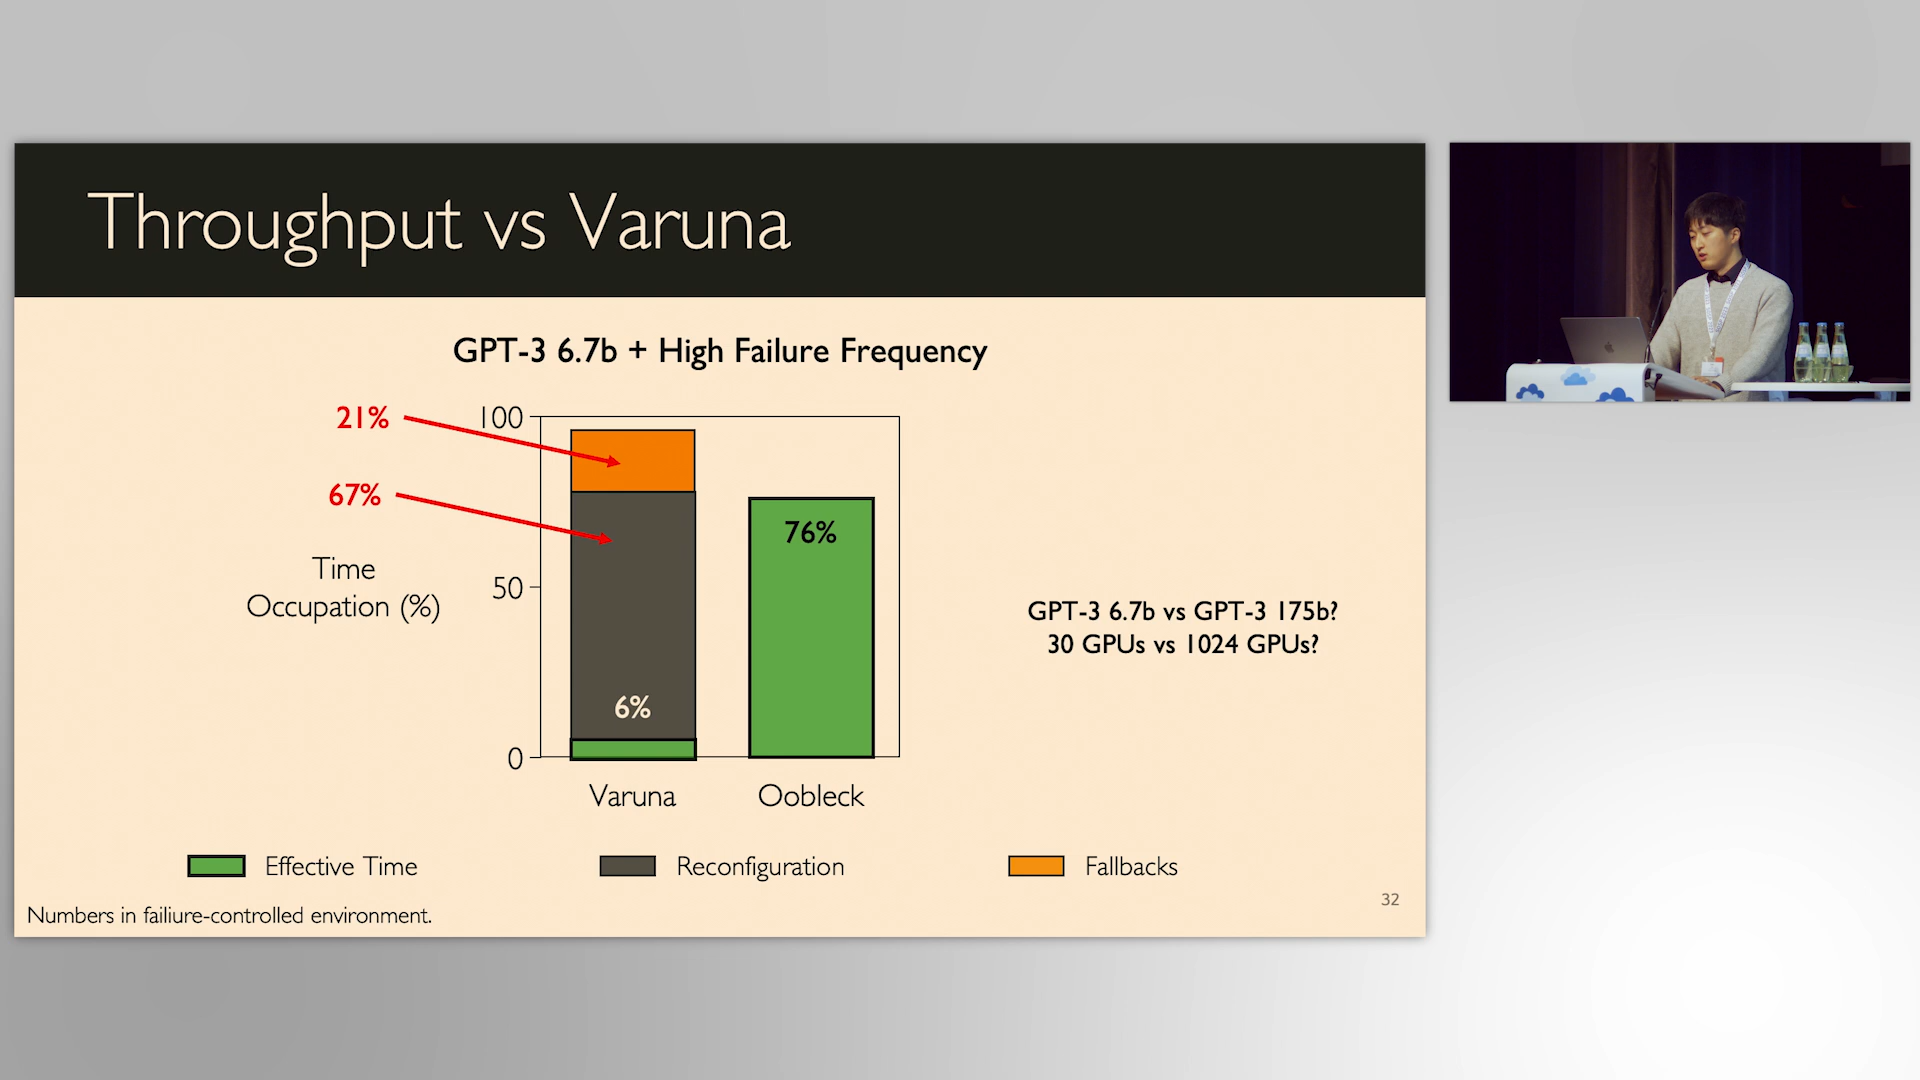 Throughput vs Varuna
GPT-3 6.7b + High Failure Frequency
21%
67%
100
50
0
Time
Occupation (%)
6%
76%
Varuna
Oobleck
GPT-3 6.7b vs GPT-3 175b?
30 GPUs vs 1024 GPUs?
Effective Time
Reconfiguration
Fallbacks
Numbers in failiure-controlled environment.
32